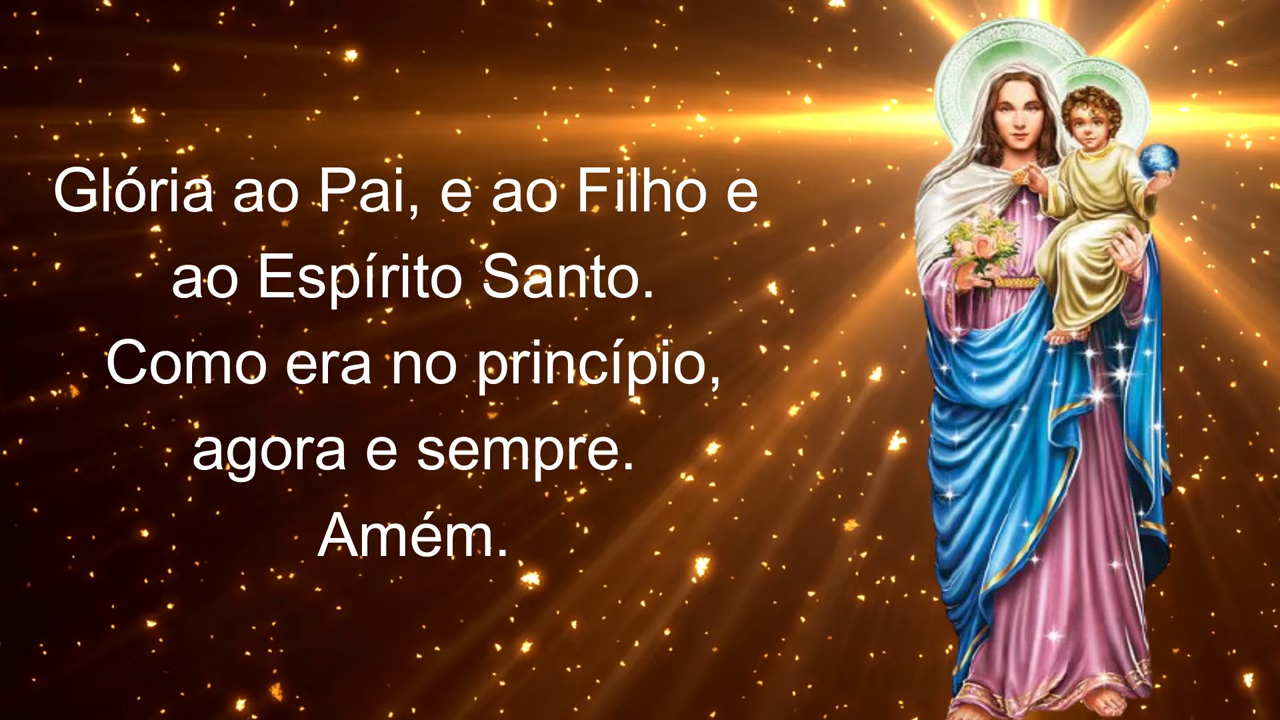 Glória ao Pai, e ao Filho e
ao Espírito Santo.
Como era no princípio,
agora e sempre.
Amém.